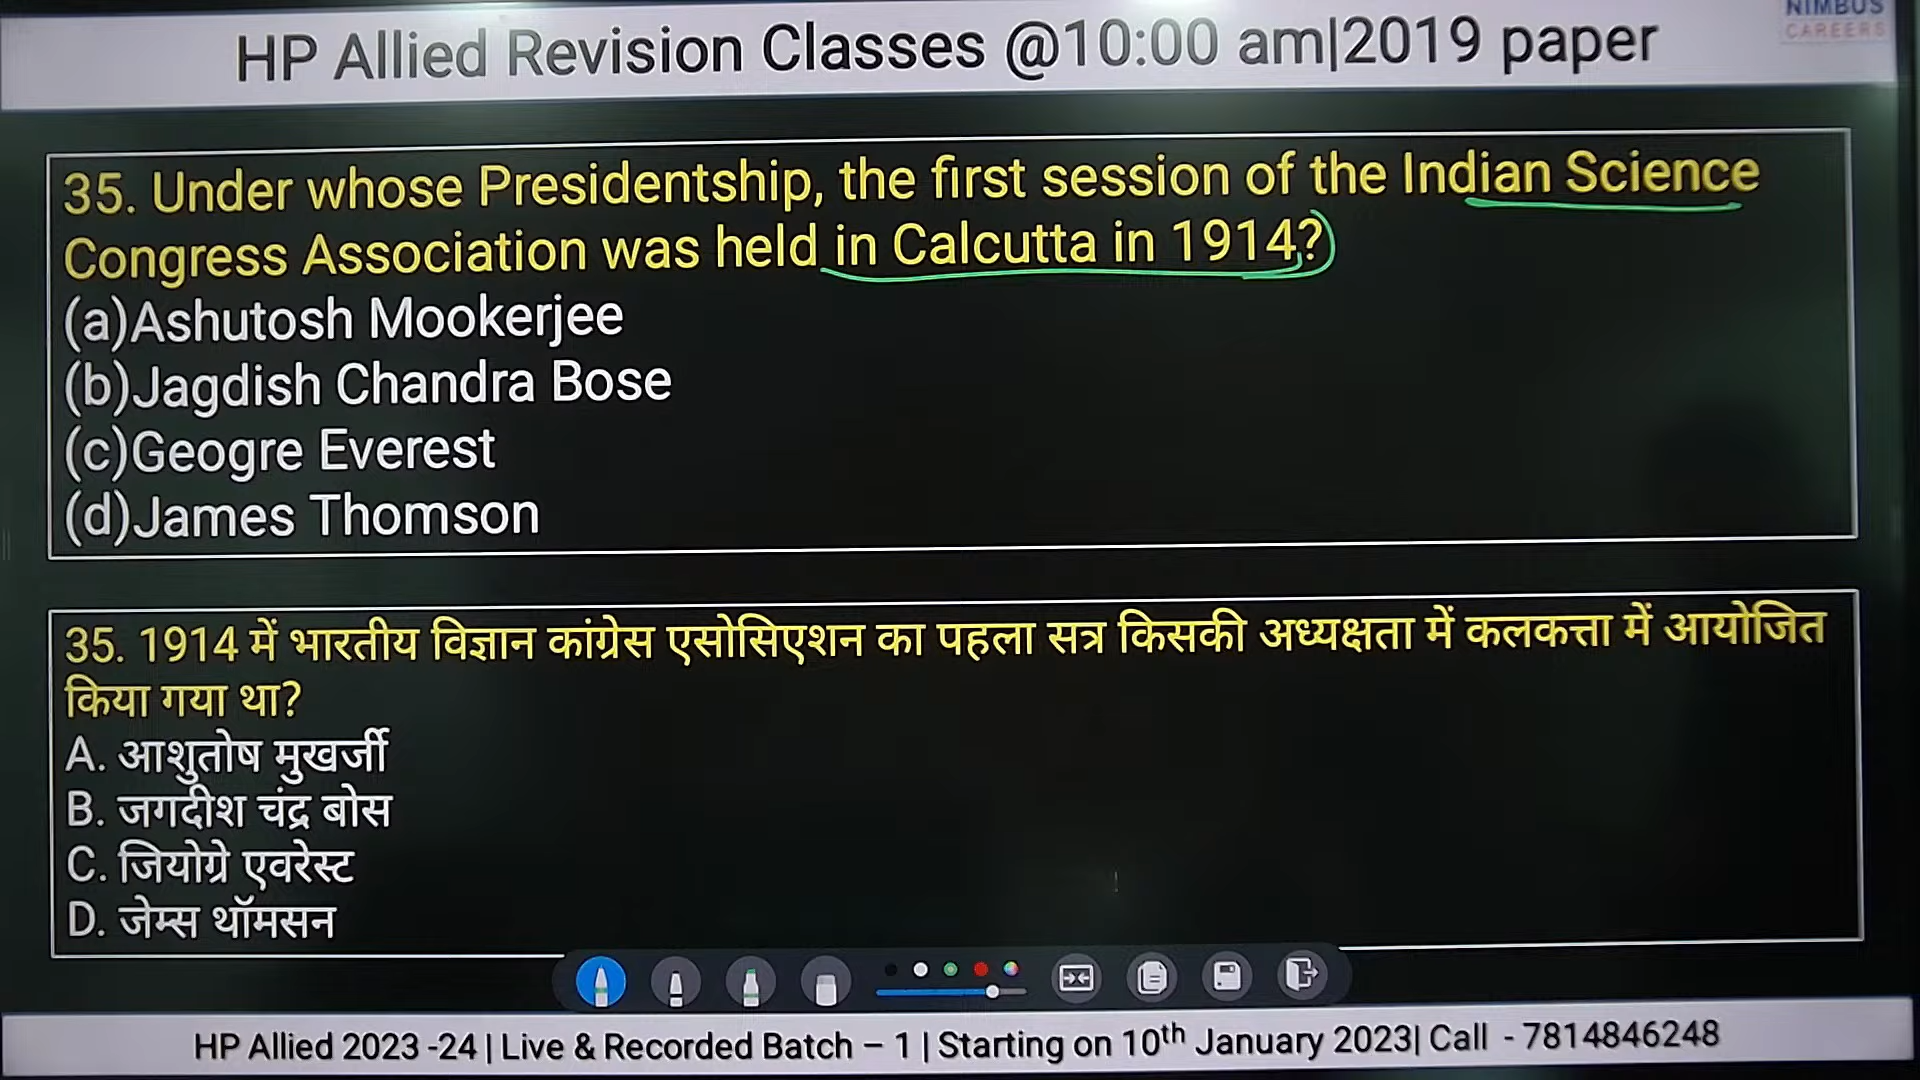 NIMBUS
CAREERS
HP Allied Revision Classes @10:00 am|2019 paper
35. Under whose Presidentship, the first session of the Indian Science
Congress Association was held in Calcutta in 1914?
(a)Ashutosh Mookerjee
(b)Jagdish Chandra Bose
(c)Geogre Everest
(d)James Thomson
35. 1914 में भारतीय विज्ञान कांग्रेस एसोसिएशन का पहला सत्र किसकी अध्यक्षता में कलकत्ता में आयोजित
किया गया था?
A. आशुतोष मुखर्जी
B. जगदीश चंद्र बोस
C. जियोग्रे एवरेस्ट
D. जेम्स थॉमसन
HP Allied 2023 -24 | Live & Recorded Batch – 1 | Starting on 10th January 2023| Call - 7814846248